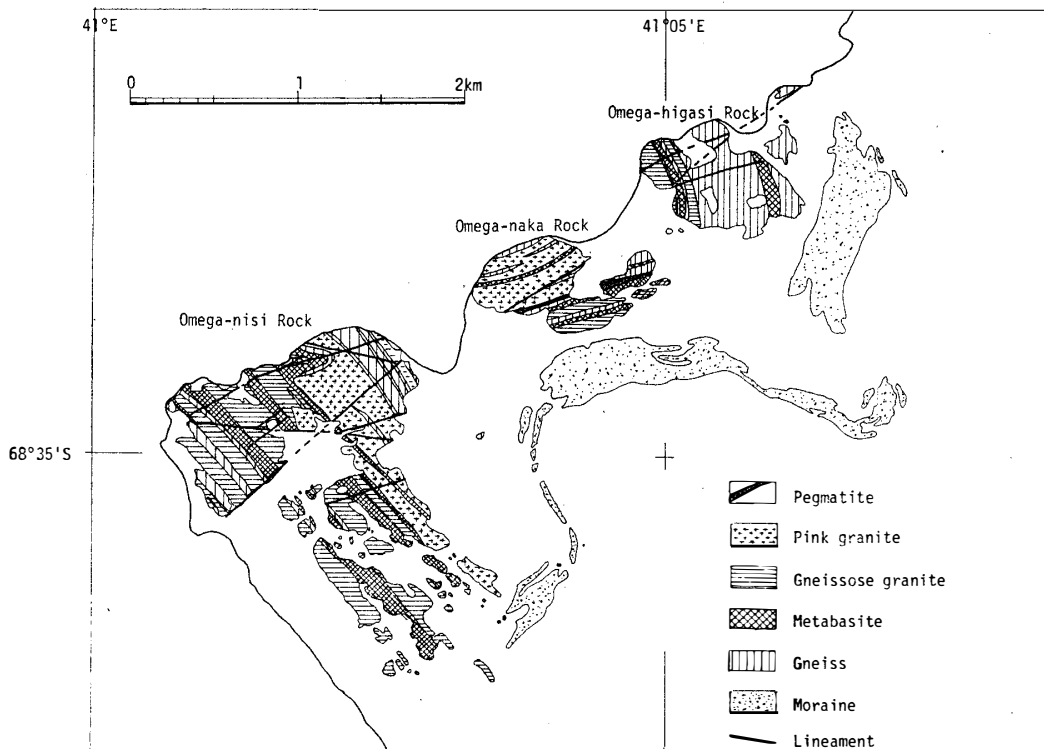 41°E
41°05'E
0 1 2km
Omega-higasi Rock
Omega-naka Rock
Omega-nisi Rock
68°35'S
Pegmatite
Pink granite
Gneissose granite
Metabasite
Gneiss
Moraine
Lineament